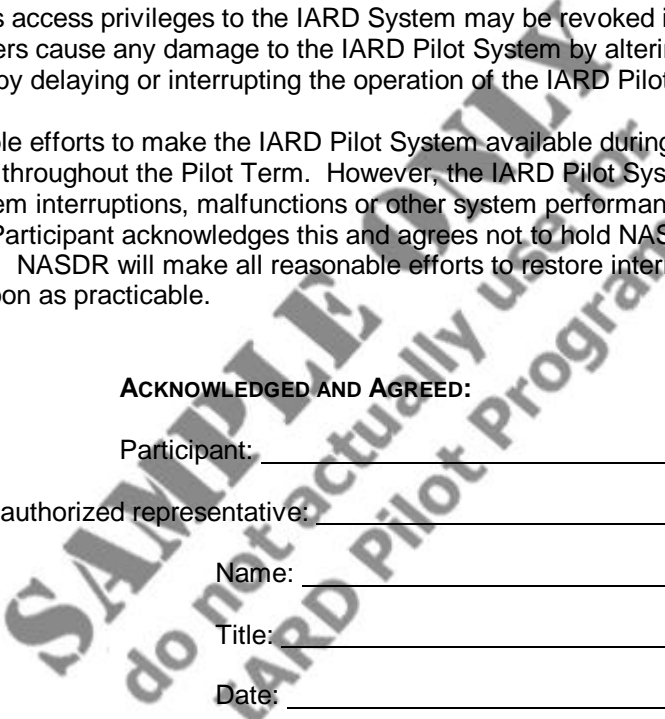 s access privileges to the IARD System may be revoked i
ers cause any damage to the IARD Pilot System by alterin
by delaying or interrupting the operation of the IARD Pilot
ble efforts to make the IARD Pilot System available during
throughout the Pilot Term. However, the IARD Pilot Sys
em interruptions, malfunctions or other system performan
Participant acknowledges this and agrees not to hold NAS
NASDR will make all reasonable efforts to restore inter
oon as practicable.
ACKNOWLEDGED AND AGREED:
Participant:
authorized representative:
Name:
Title:
Date:
SAMPLE ONLY
do not actually use for
IARD Pilot Program